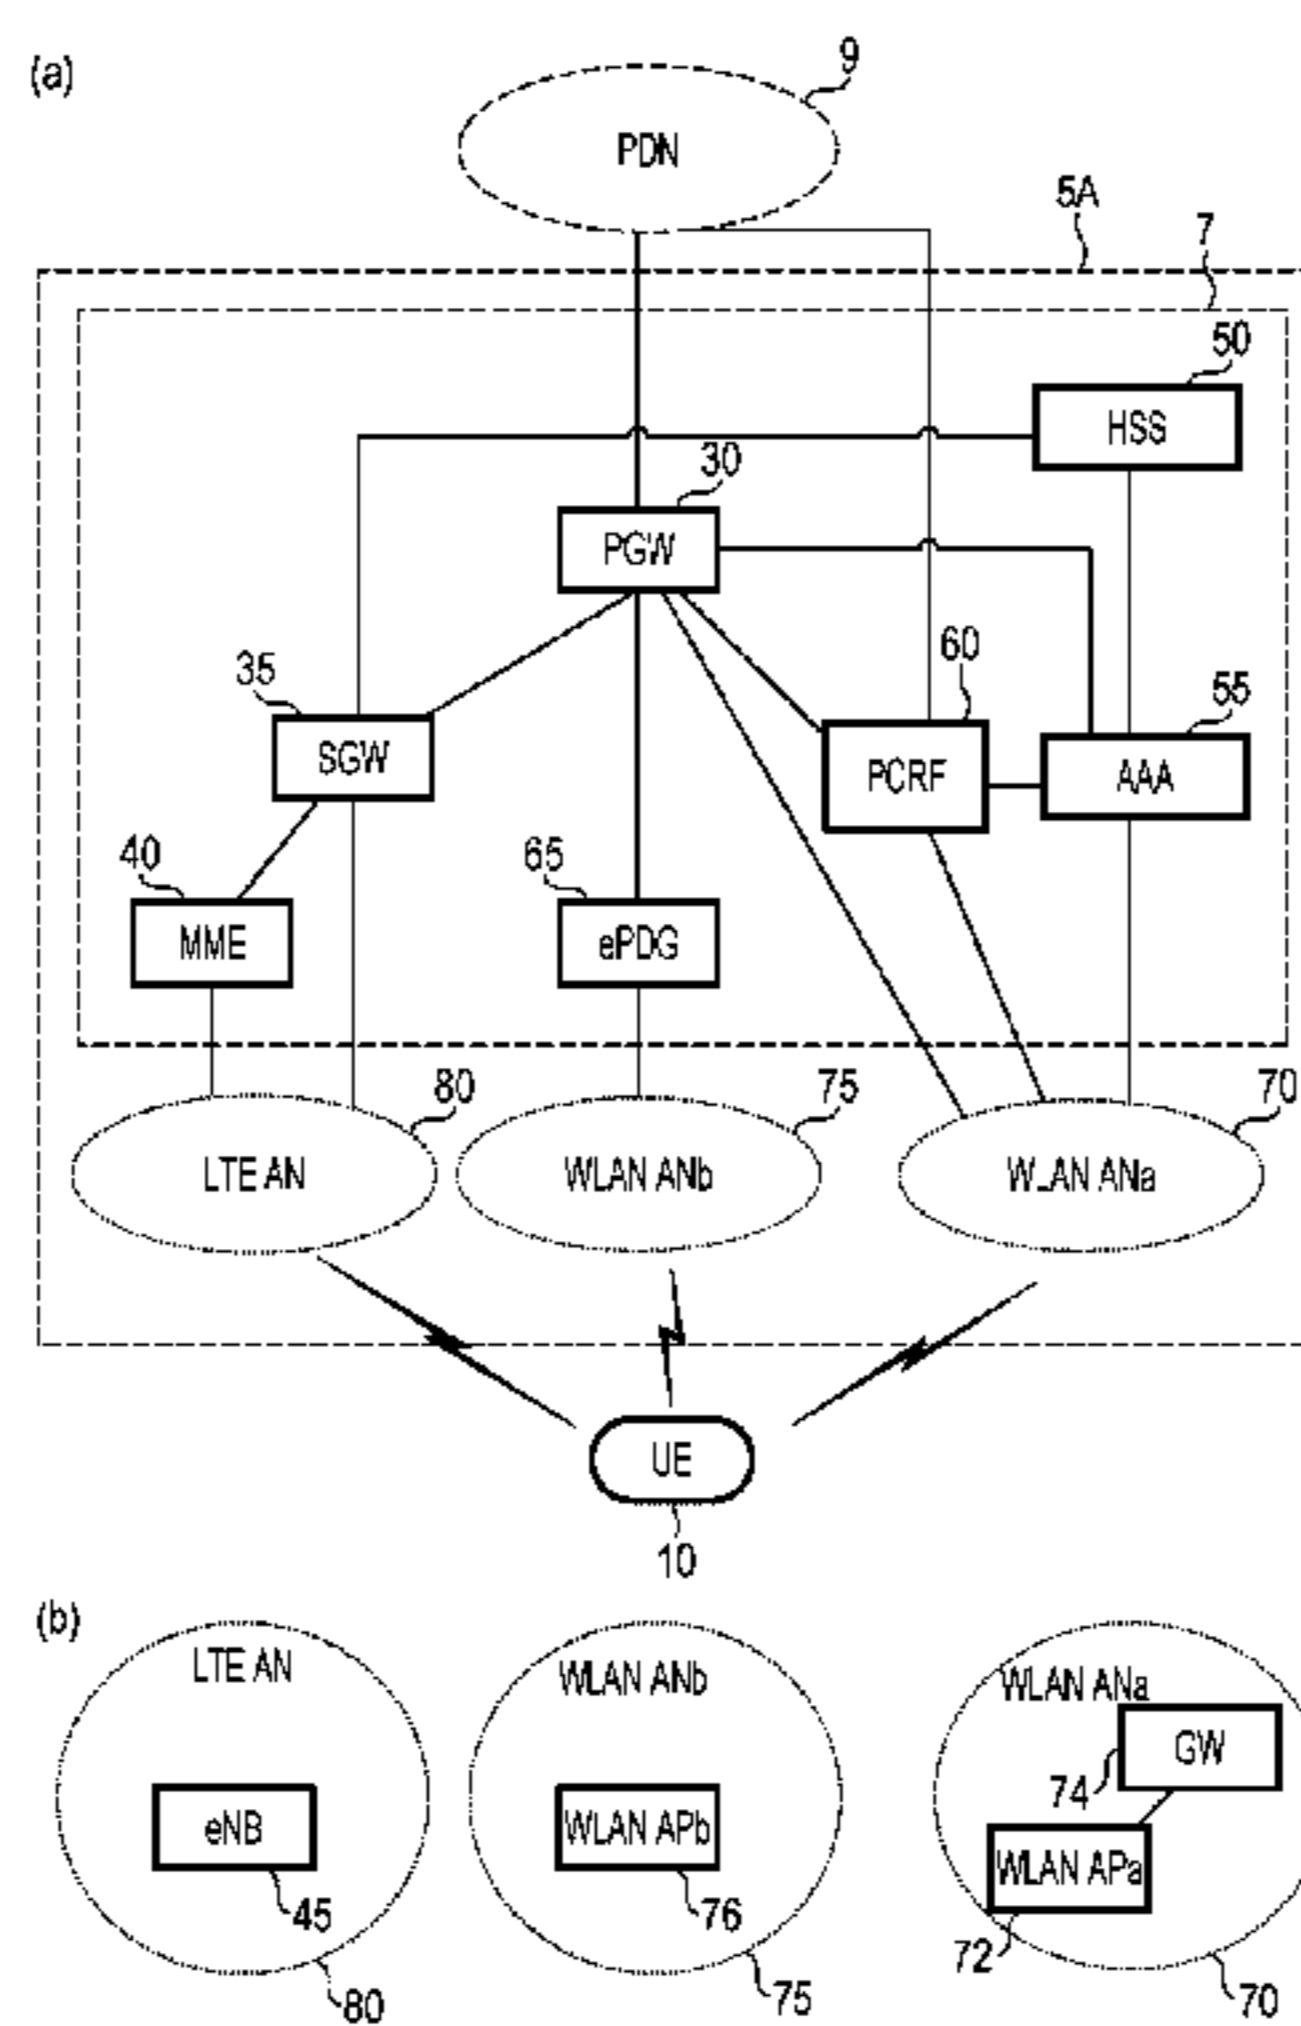 (a)
9
PDN
5A
7
50
HSS
30
PGW
60
35
55
SGW
PCRF
AAA
40
65
MME
ePDG
80
75
70
LTE AN
WLAN ANb
WLAN ANa
UE
10
(b)
LTE AN
WLAN ANb
WLAN ANa
GW
74
eNB
WLAN APb
WLAN APa
45
76
72
80
75
70